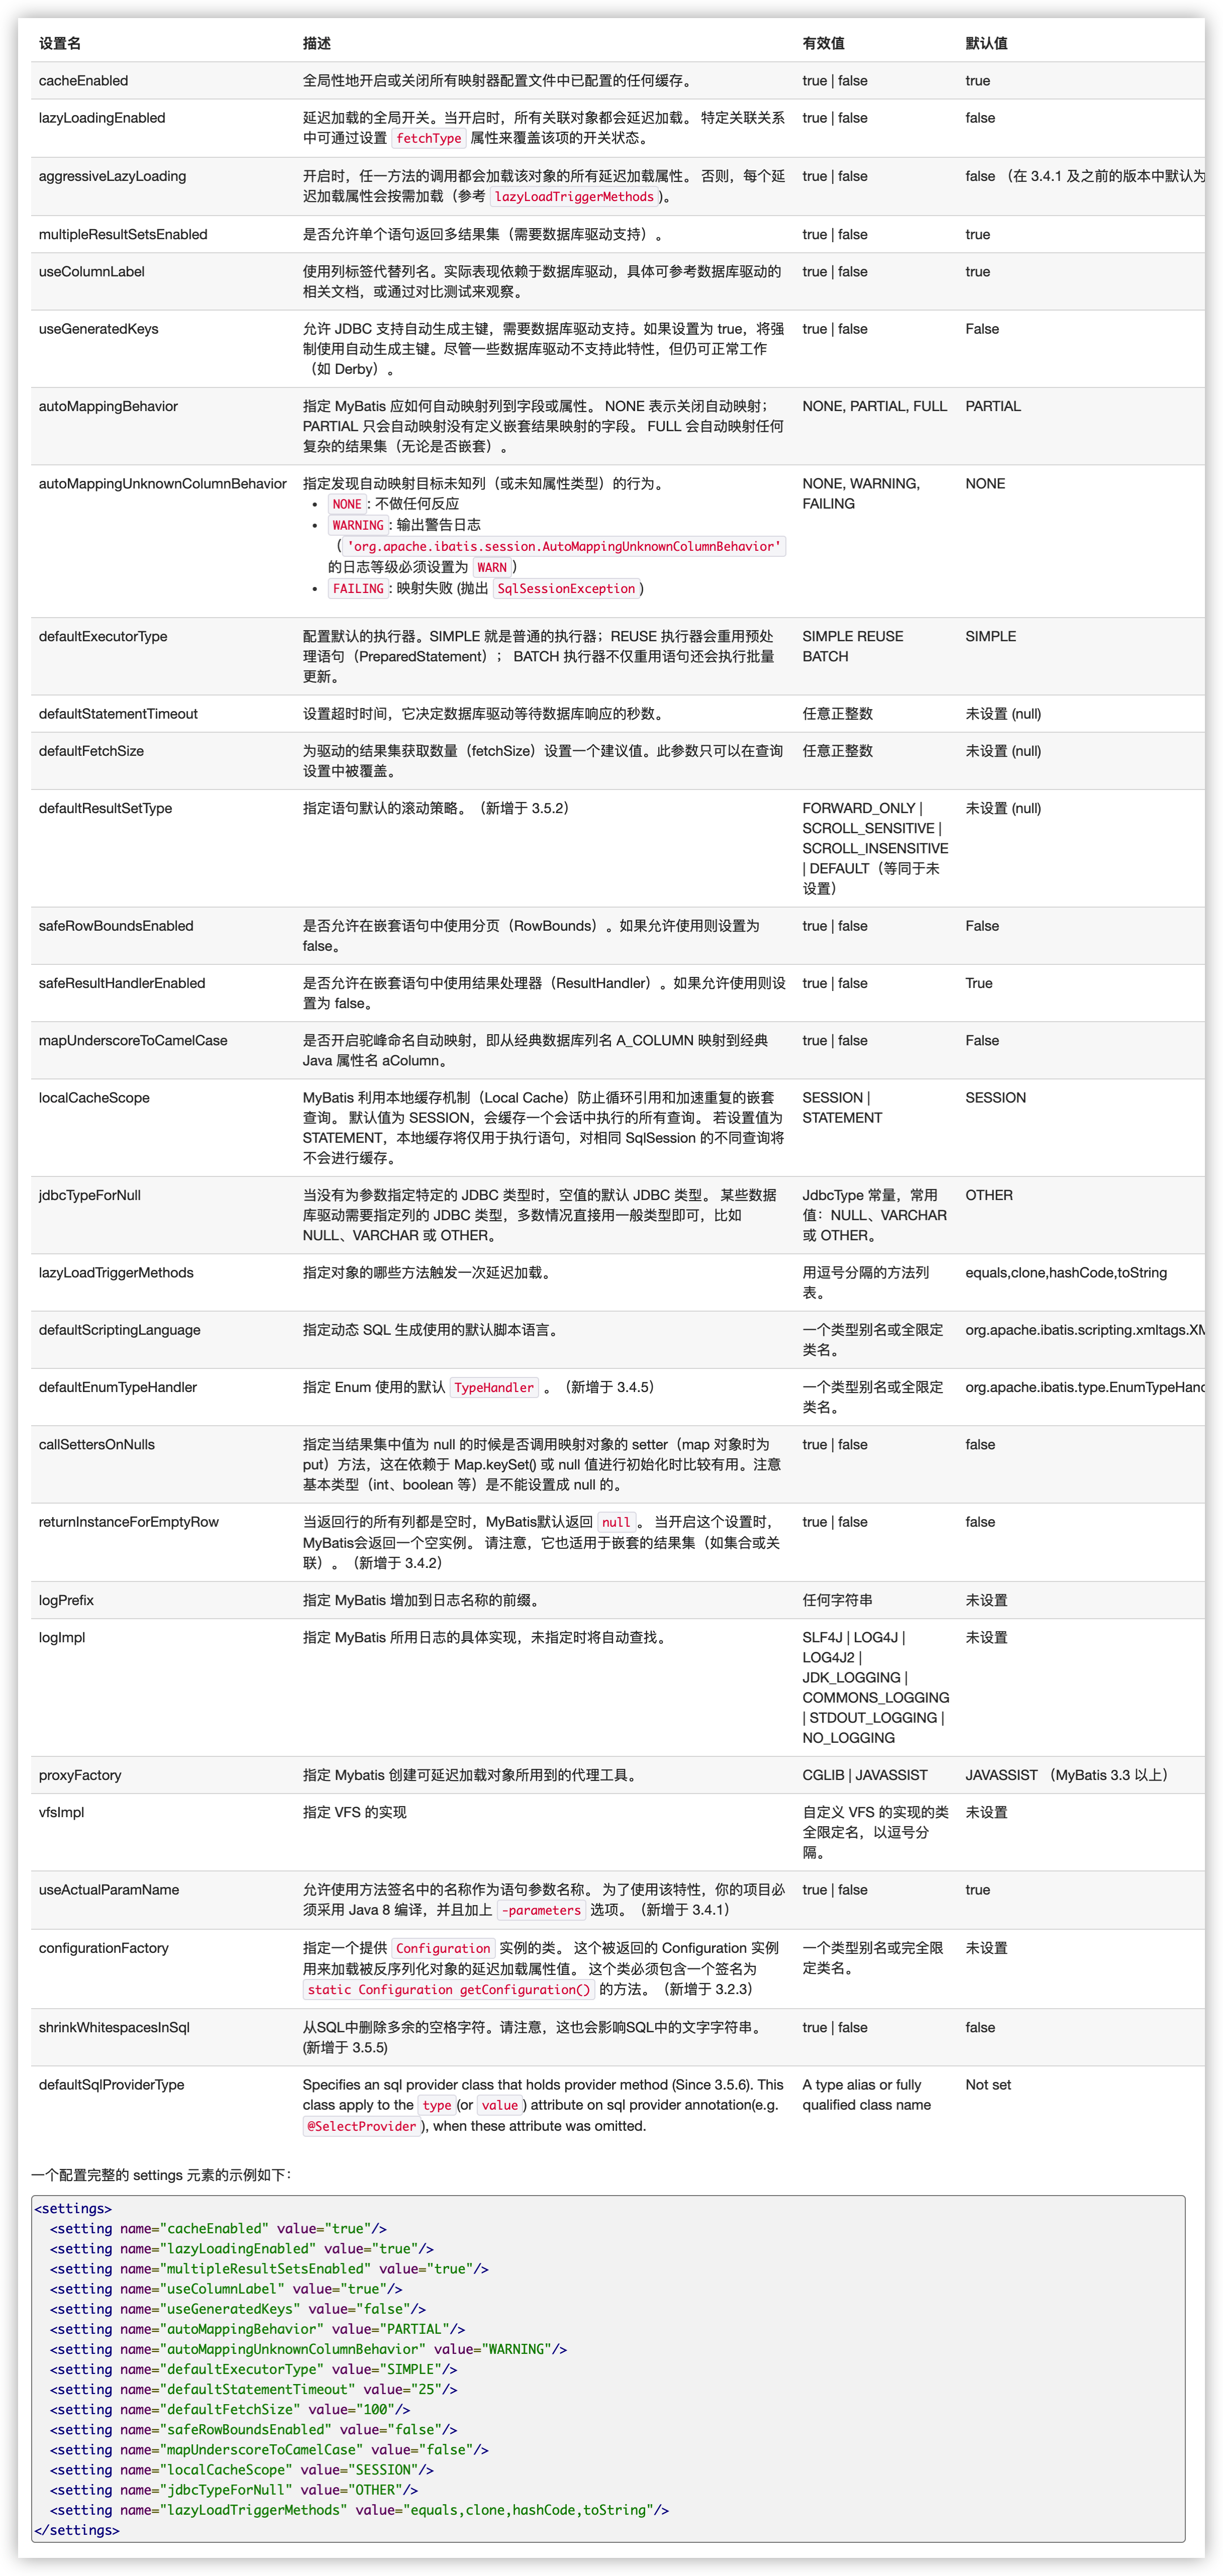 设置名 描述 有效值 默认值
cacheEnabled 全局性地开启或关闭所有映射器配置文件中已配置的任何缓存。 true | false true
lazyLoadingEnabled 延迟加载的全局开关。当开启时，所有关联对象都会延迟加载。 特定关联关系 true | false false
中可通过设置 fetchType 属性来覆盖该项的开关状态。
aggressiveLazyLoading 开启时，任一方法的调用都会加载该对象的所有延迟加载属性。 否则，每个延 true | false false （在 3.4.1 及之前的版本中默认为
迟加载属性会按需加载（参考 lazyLoadTriggerMethods)。
multipleResultSetsEnabled 是否允许单个语句返回多结果集（需要数据库驱动支持）。 true | false true
useColumnLabel 使用列标签代替列名。实际表现依赖于数据库驱动，具体可参考数据库驱动的 true | false true
相关文档，或通过对比测试来观察。
useGeneratedKeys 允许 JDBC 支持自动生成主键，需要数据库驱动支持。如果设置为 true，将强 true | false False
制使用自动生成主键。尽管一些数据库驱动不支持此特性，但仍可正常工作
（如 Derby）。
autoMappingBehavior 指定 MyBatis 应如何自动映射列到字段或属性。 NONE 表示关闭自动映射； NONE, PARTIAL, FULL PARTIAL
PARTIAL 只会自动映射没有定义嵌套结果映射的字段。 FULL 会自动映射任何
复杂的结果集（无论是否嵌套）。
autoMappingUnknownColumnBehavior 指定发现自动映射目标未知列（或未知属性类型）的行为。 NONE, WARNING, NONE
• NONE: 不做任何反应 FAILING
• WARNING: 输出警告日志
（'org.apache.ibatis.session.AutoMappingUnknownColumnBehavior'
的日志等级必须设置为 WARN）
• FAILING: 映射失败 (抛出 SqlSessionException)
defaultExecutorType 配置默认的执行器。SIMPLE 就是普通的执行器；REUSE 执行器会重用预处 SIMPLE REUSE SIMPLE
理语句（PreparedStatement）； BATCH 执行器不仅重用语句还会执行批量 BATCH
更新。
defaultStatementTimeout 设置超时时间，它决定数据库驱动等待数据库响应的秒数。 任意正整数 未设置 (null)
defaultFetchSize 为驱动的结果集获取数量（fetchSize）设置一个建议值。此参数只可以在查询 任意正整数 未设置 (null)
设置中被覆盖。
defaultResultSetType 指定语句默认的滚动策略。（新增于 3.5.2） FORWARD_ONLY | 未设置 (null)
SCROLL_SENSITIVE |
SCROLL_INSENSITIVE
| DEFAULT（等同于未
设置）
safeRowBoundsEnabled 是否允许在嵌套语句中使用分页（RowBounds）。如果允许使用则设置为 true | false False
false。
safeResultHandlerEnabled 是否允许在嵌套语句中使用结果处理器（ResultHandler）。如果允许使用则设 true | false True
置为 false。
mapUnderscoreToCamelCase 是否开启驼峰命名自动映射，即从经典数据库列名 A_COLUMN 映射到经典 true | false False
Java 属性名 aColumn。
localCacheScope MyBatis 利用本地缓存机制（Local Cache）防止循环引用和加速重复的嵌套 SESSION | SESSION
查询。 默认值为 SESSION，会缓存一个会话中执行的所有查询。 若设置值为 STATEMENT
STATEMENT，本地缓存将仅用于执行语句，对相同 SqlSession 的不同查询将
不会进行缓存。
jdbcTypeForNull 当没有为参数指定特定的 JDBC 类型时，空值的默认 JDBC 类型。 某些数据 JdbcType 常量，常用 OTHER
库驱动需要指定列的 JDBC 类型，多数情况直接用一般类型即可，比如 值：NULL、VARCHAR
NULL、VARCHAR 或 OTHER。 或 OTHER。
lazyLoadTriggerMethods 指定对象的哪些方法触发一次延迟加载。 用逗号分隔的方法列 equals,clone,hashCode,toString
表。
defaultScriptingLanguage 指定动态 SQL 生成使用的默认脚本语言。 一个类型别名或全限定 org.apache.ibatis.scripting.xmltags.XM
类名。
defaultEnumTypeHandler 指定 Enum 使用的默认 TypeHandler 。（新增于 3.4.5） 一个类型别名或全限定 org.apache.ibatis.type.EnumTypeHand
类名。
callSettersOnNulls 指定当结果集中值为 null 的时候是否调用映射对象的 setter（map 对象时为 true | false false
put）方法，这在依赖于 Map.keySet() 或 null 值进行初始化时比较有用。注意
基本类型（int、boolean 等）是不能设置成 null 的。
returnInstanceForEmptyRow 当返回行的所有列都是空时，MyBatis默认返回 null。 当开启这个设置时， true | false false
MyBatis会返回一个空实例。 请注意，它也适用于嵌套的结果集（如集合或关
联）。（新增于 3.4.2）
logPrefix 指定 MyBatis 增加到日志名称的前缀。 任何字符串 未设置
logImpl 指定 MyBatis 所用日志的具体实现，未指定时将自动查找。 SLF4J | LOG4J | 未设置
LOG4J2 |
JDK_LOGGING |
COMMONS_LOGGING
| STDOUT_LOGGING |
NO_LOGGING
proxyFactory 指定 Mybatis 创建可延迟加载对象所用到的代理工具。 CGLIB | JAVASSIST JAVASSIST （MyBatis 3.3 以上）
vfsImpl 指定 VFS 的实现 自定义 VFS 的实现的类 未设置
全限定名，以逗号分
隔。
useActualParamName 允许使用方法签名中的名称作为语句参数名称。 为了使用该特性，你的项目必 true | false true
须采用 Java 8 编译，并且加上 -parameters 选项。（新增于 3.4.1）
configurationFactory 指定一个提供 Configuration 实例的类。 这个被返回的 Configuration 实例 一个类型别名或完全限 未设置
用来加载被反序列化对象的延迟加载属性值。 这个类必须包含一个签名为 定类名。
static Configuration getConfiguration() 的方法。（新增于 3.2.3）
shrinkWhitespacesInSql 从SQL中删除多余的空格字符。请注意，这也会影响SQL中的文字字符串。 true | false false
(新增于 3.5.5)
defaultSqlProviderType Specifies an sql provider class that holds provider method (Since 3.5.6). This A type alias or fully Not set
class apply to the type(or value) attribute on sql provider annotation(e.g. qualified class name
@SelectProvider), when these attribute was omitted.
一个配置完整的 settings 元素的示例如下：
<settings>
<setting name="cacheEnabled" value="true"/>
<setting name="lazyLoadingEnabled" value="true"/>
<setting name="multipleResultSetsEnabled" value="true"/>
<setting name="useColumnLabel" value="true"/>
<setting name="useGeneratedKeys" value="false"/>
<setting name="autoMappingBehavior" value="PARTIAL"/>
<setting name="autoMappingUnknownColumnBehavior" value="WARNING"/>
<setting name="defaultExecutorType" value="SIMPLE"/>
<setting name="defaultStatementTimeout" value="25"/>
<setting name="defaultFetchSize" value="100"/>
<setting name="safeRowBoundsEnabled" value="false"/>
<setting name="mapUnderscoreToCamelCase" value="false"/>
<setting name="localCacheScope" value="SESSION"/>
<setting name="jdbcTypeForNull" value="OTHER"/>
<setting name="lazyLoadTriggerMethods" value="equals,clone,hashCode,toString"/>
</settings>